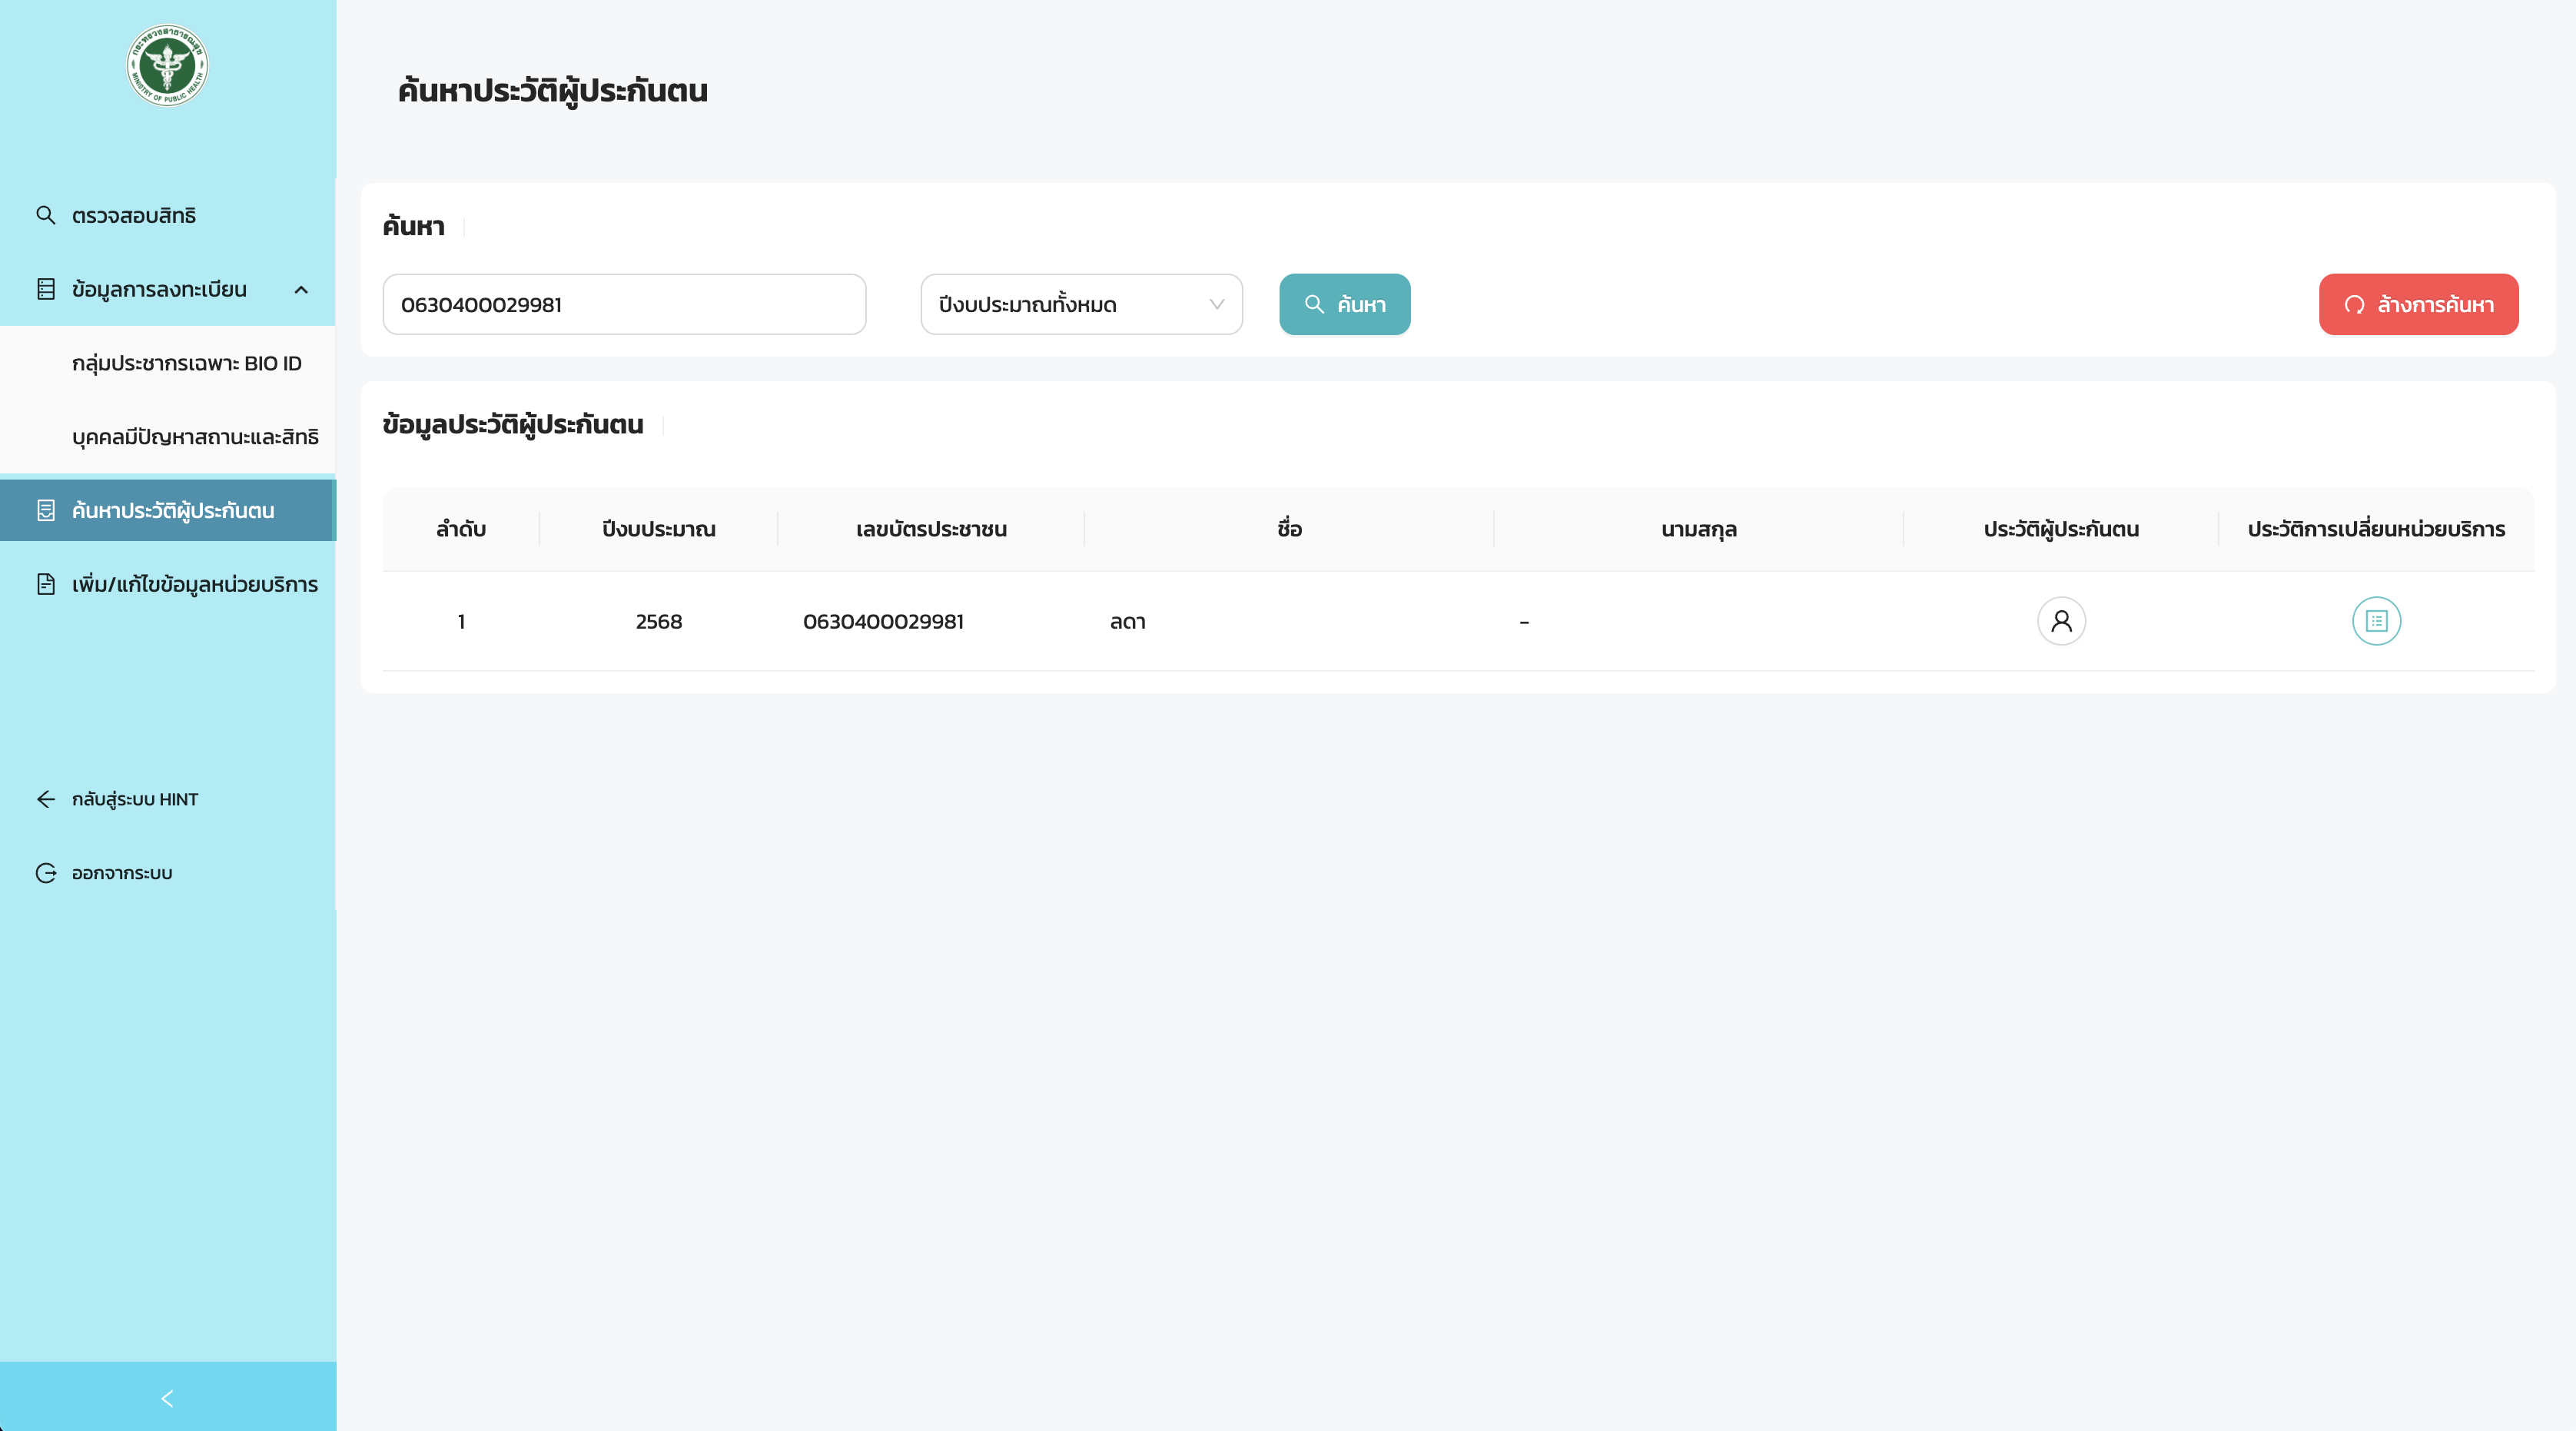 กระทรวงสาธารณสุข
MINISTRY OF PUBLIC HEALTH
ตรวจสอบสิทธิ
ข้อมูลการลงทะเบียน
กลุ่มประชากรเฉพาะ BIO ID
บุคคลมีปัญหาสถานะและสิทธิ
ค้นหาประวัติผู้ประกันตน
เพิ่ม/แก้ไขข้อมูลหน่วยบริการ
กลับสู่ระบบ HINT
ออกจากระบบ
ค้นหาประวัติผู้ประกันตน
ค้นหา
0630400029981 ปีงบประมาณทั้งหมด ค้นหา ล้างการค้นหา
ข้อมูลประวัติผู้ประกันตน
ลำดับ ปีงบประมาณ เลขบัตรประชาชน ชื่อ นามสกุล ประวัติผู้ประกันตน ประวัติการเปลี่ยนหน่วยบริการ
1 2568 0630400029981 ลดา -